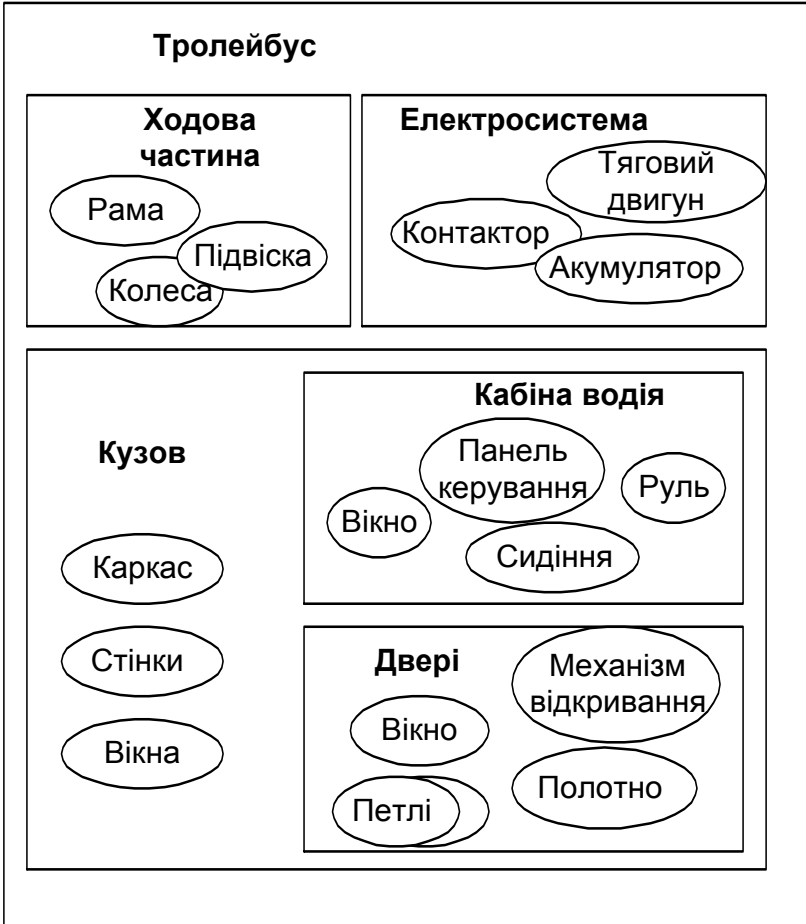 Тролейбус
Ходова
частина
Рама
Підвіска
Колеса
Електросистема
Тяговий
двигун
Контактор
Акумулятор
Кузов
Каркас
Стінки
Вікна
Кабіна водія
Панель
керування
Руль
Вікно
Сидіння
Двері
Механізм
відкривання
Вікно
Петлі
Полотно